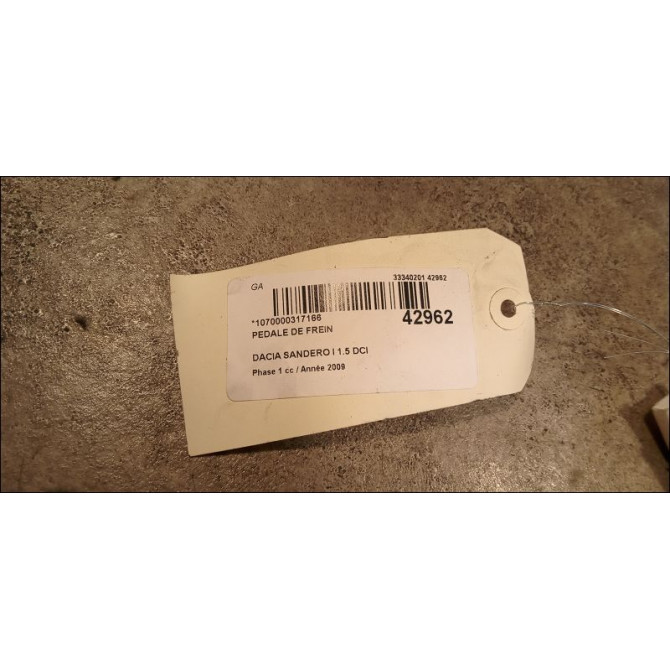 GA 33340201 42962
*1070000317166 42962
PEDALE DE FREIN
DACIA SANDERO I 1.5 DCI
Phase 1 cc / Année 2009